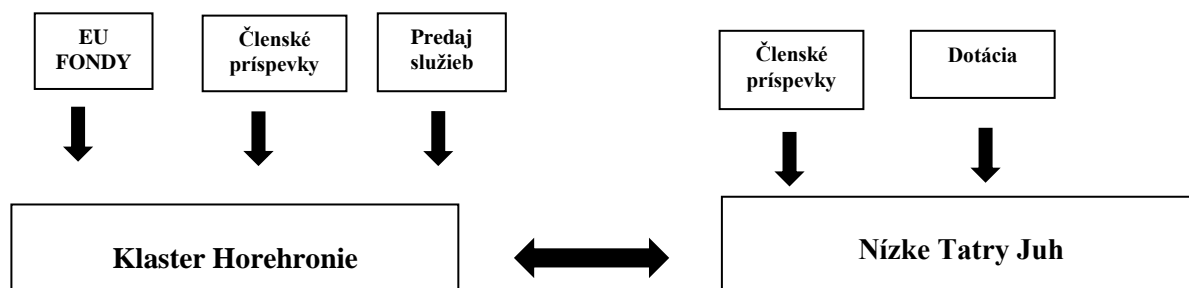 EU
FONDY
Členské
príspevky
Predaj
služieb
Členské
príspevky
Dotácia
Klaster Horehronie
Nízke Tatry Juh